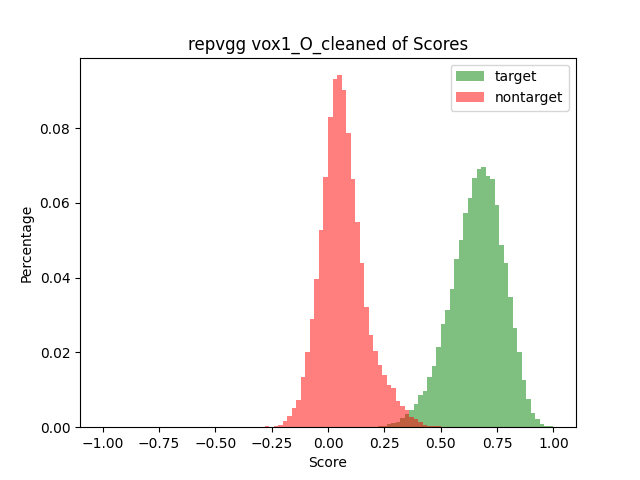 repvgg vox1_O_cleaned of Scores
target
nontarget
Percentage
0.08
0.06
0.04
0.02
0.00
−1.00 −0.75 −0.50 −0.25 0.00 0.25 0.50 0.75 1.00
Score